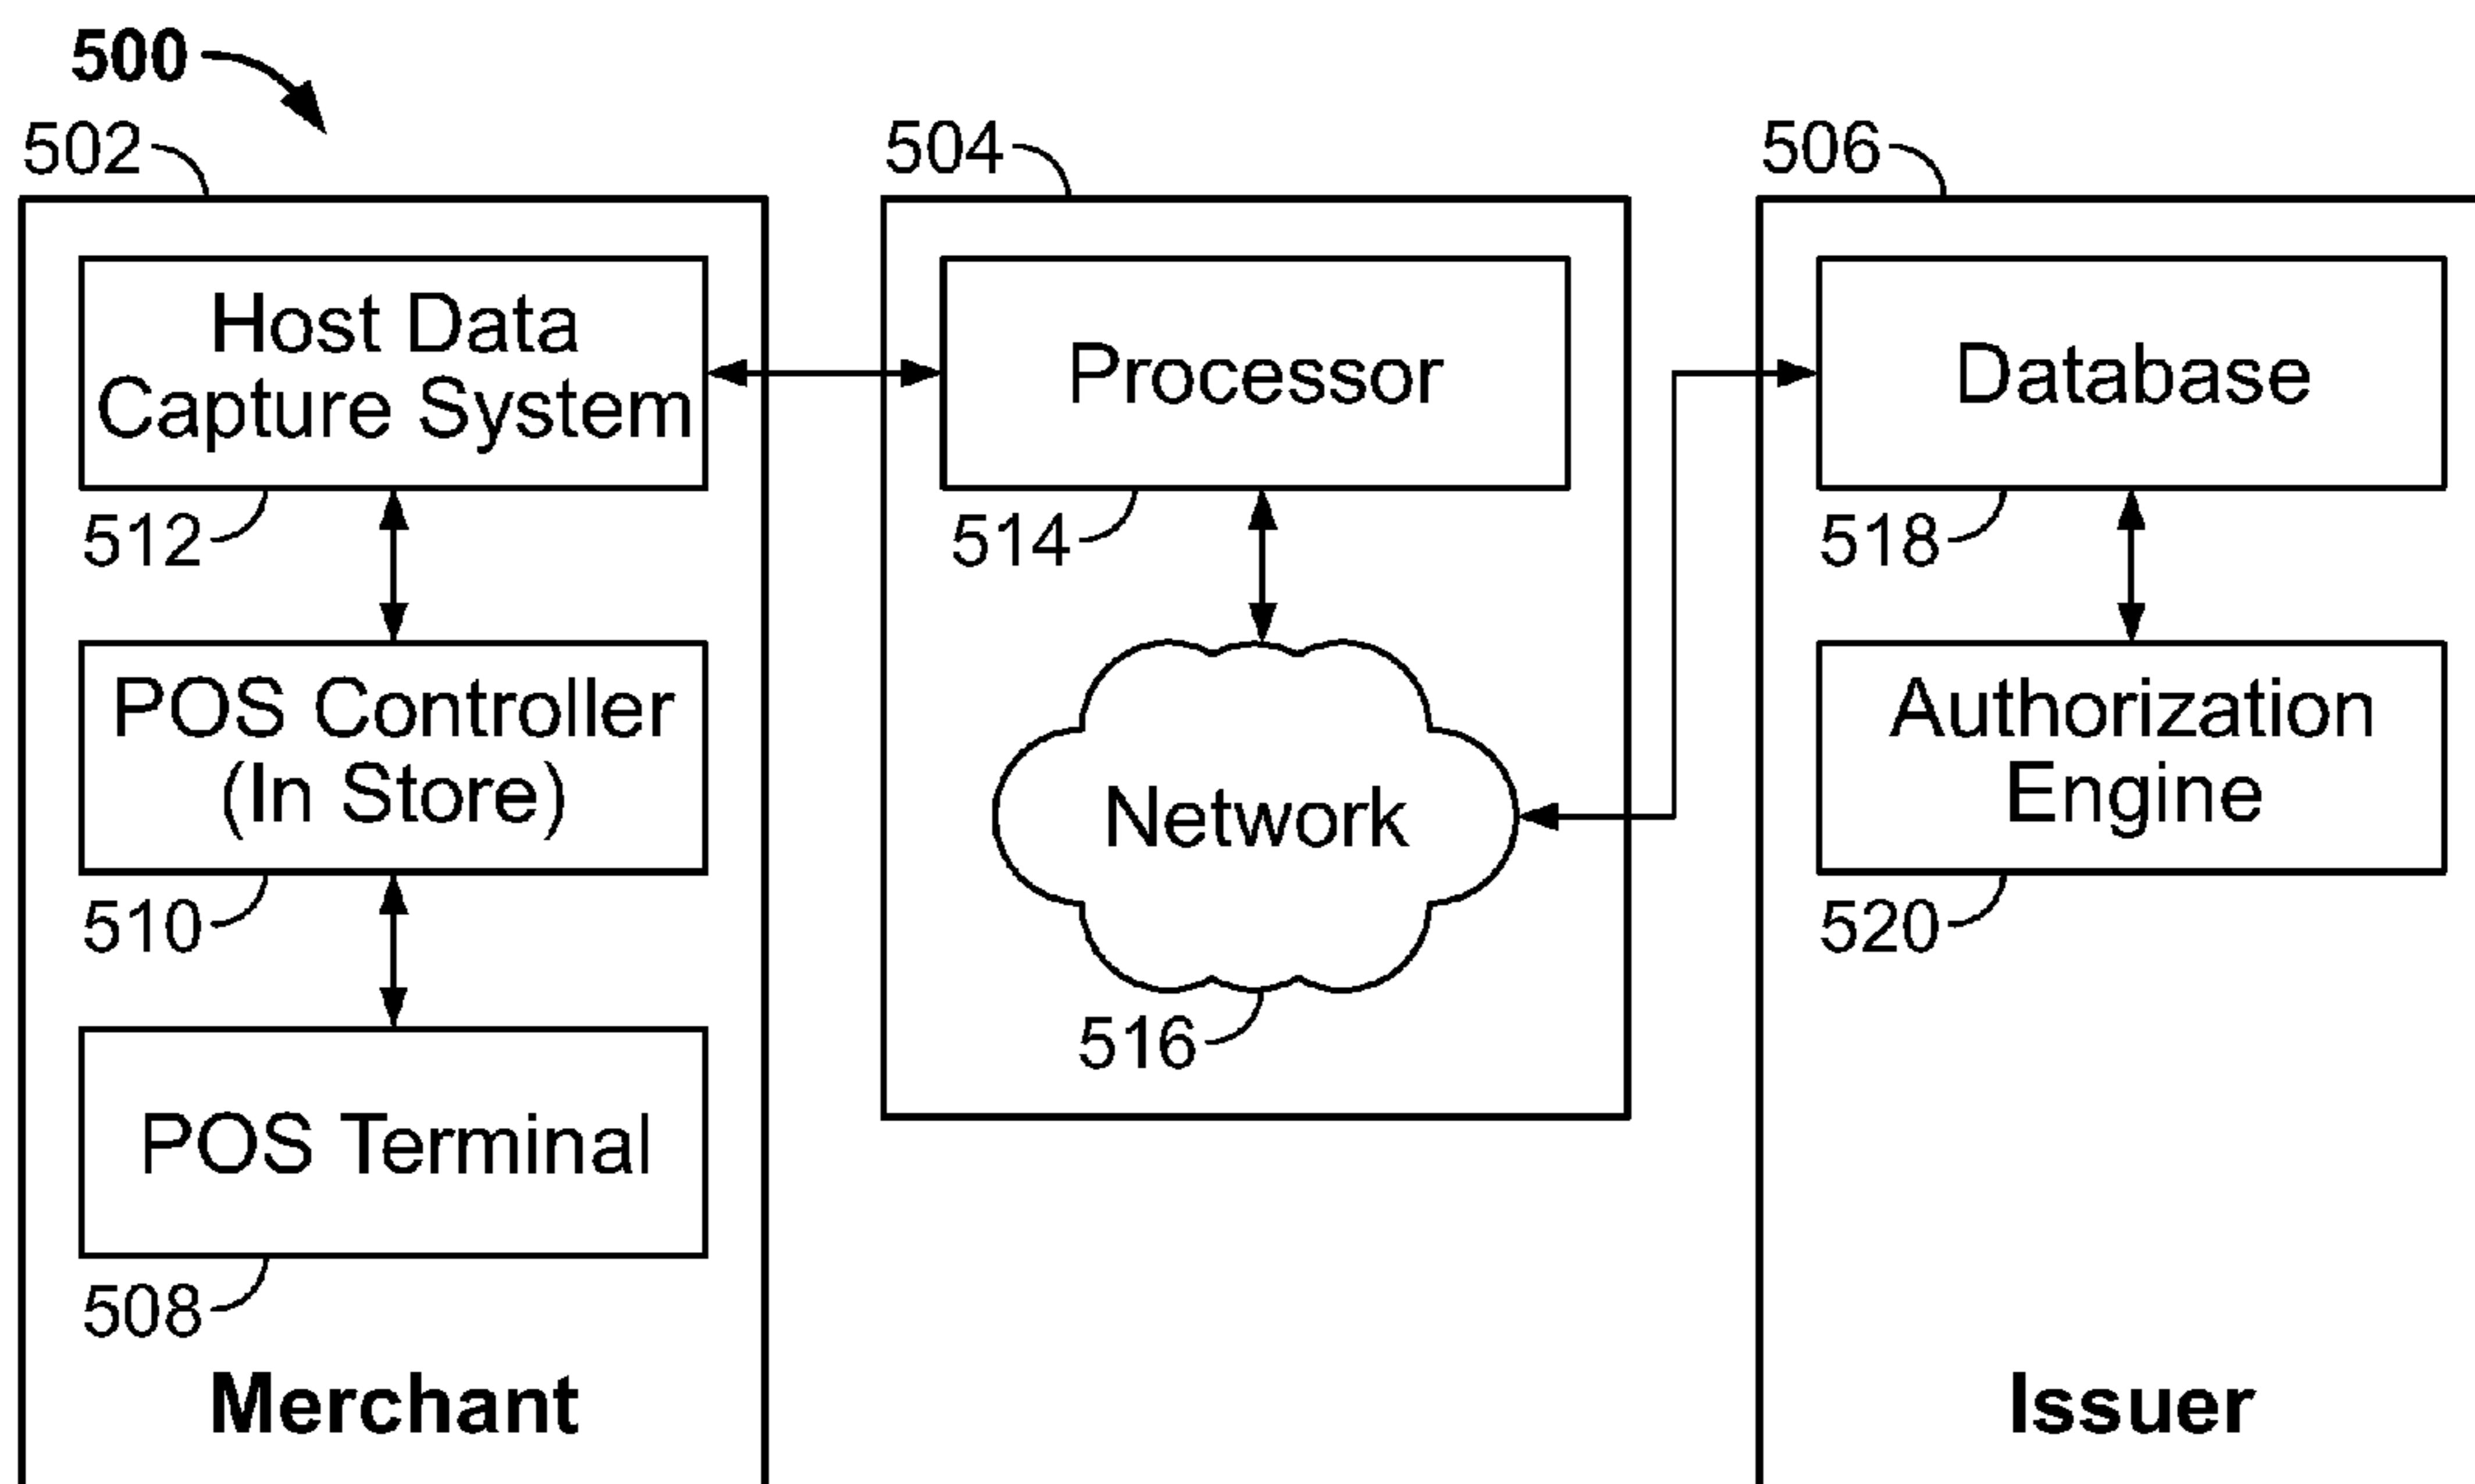 500
502
504
506
Host Data
Capture System
512
Processor
514
Database
518
POS Controller
(In Store)
510
Network
516
Authorization
Engine
520
POS Terminal
508
Merchant
Issuer